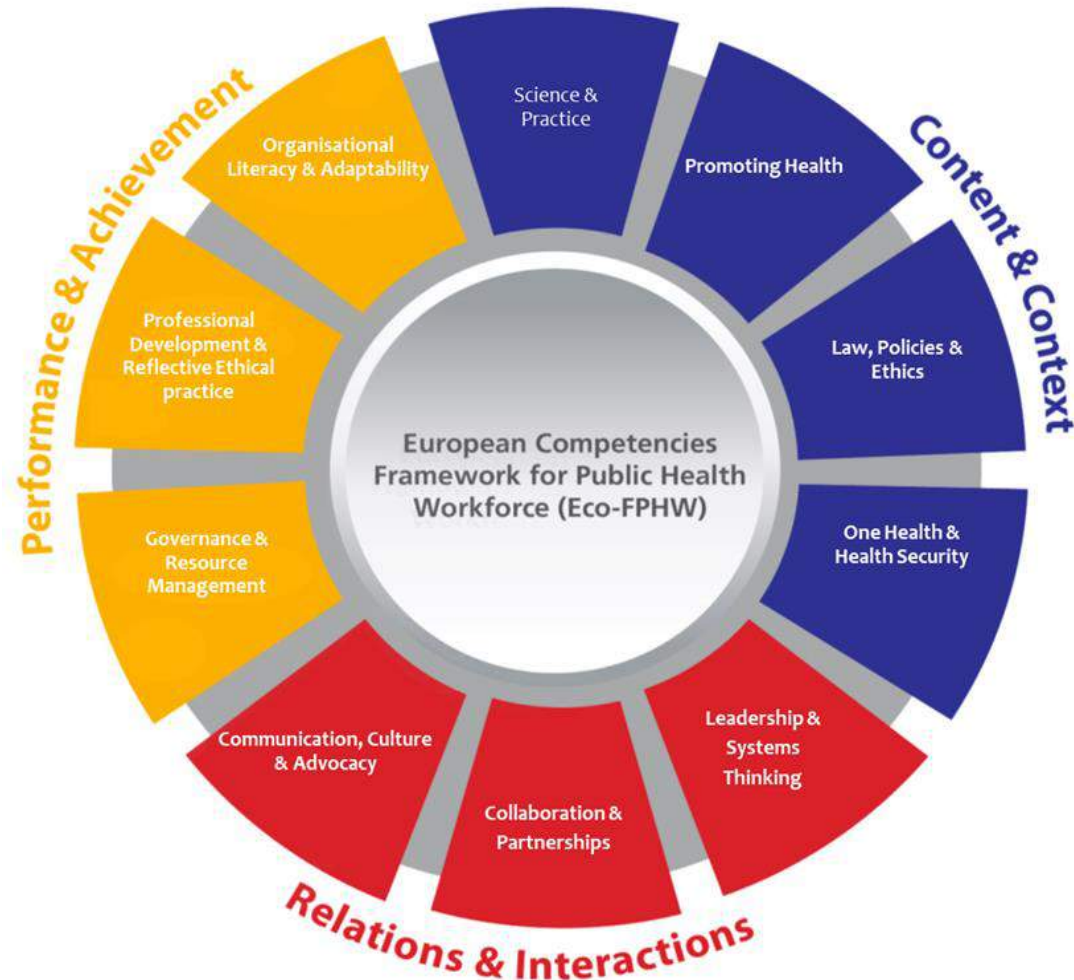 Science &
Practice
Promoting Health
Law, Policies &
Ethics
One Health &
Health Security
Leadership &
Systems
Thinking
Collaboration &
Partnerships
Communication, Culture
& Advocacy
Governance &
Resource
Management
Professional
Development &
Reflective Ethical
practice
Organisational
Literacy & Adaptability
European Competencies
Framework for Public Health
Workforce (Eco-FPHW)
Content & Context
Relations & Interactions
Performance & Achievement